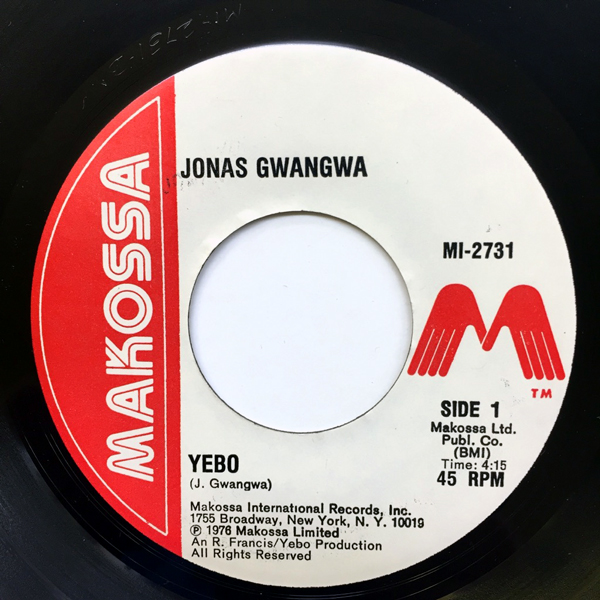 JONAS GWANGWA
MAKOSSA
MI-2731
TM
SIDE 1
Makossa Ltd.
Publ. Co.
(BMI)
Time: 4:15
45 RPM
YEBO
(J. Gwangwa)
Makossa International Records, Inc.
1755 Broadway, New York, N. Y. 10019
℗ 1976 Makossa Limited
An R. Francis/Yebo Production
All Rights Reserved